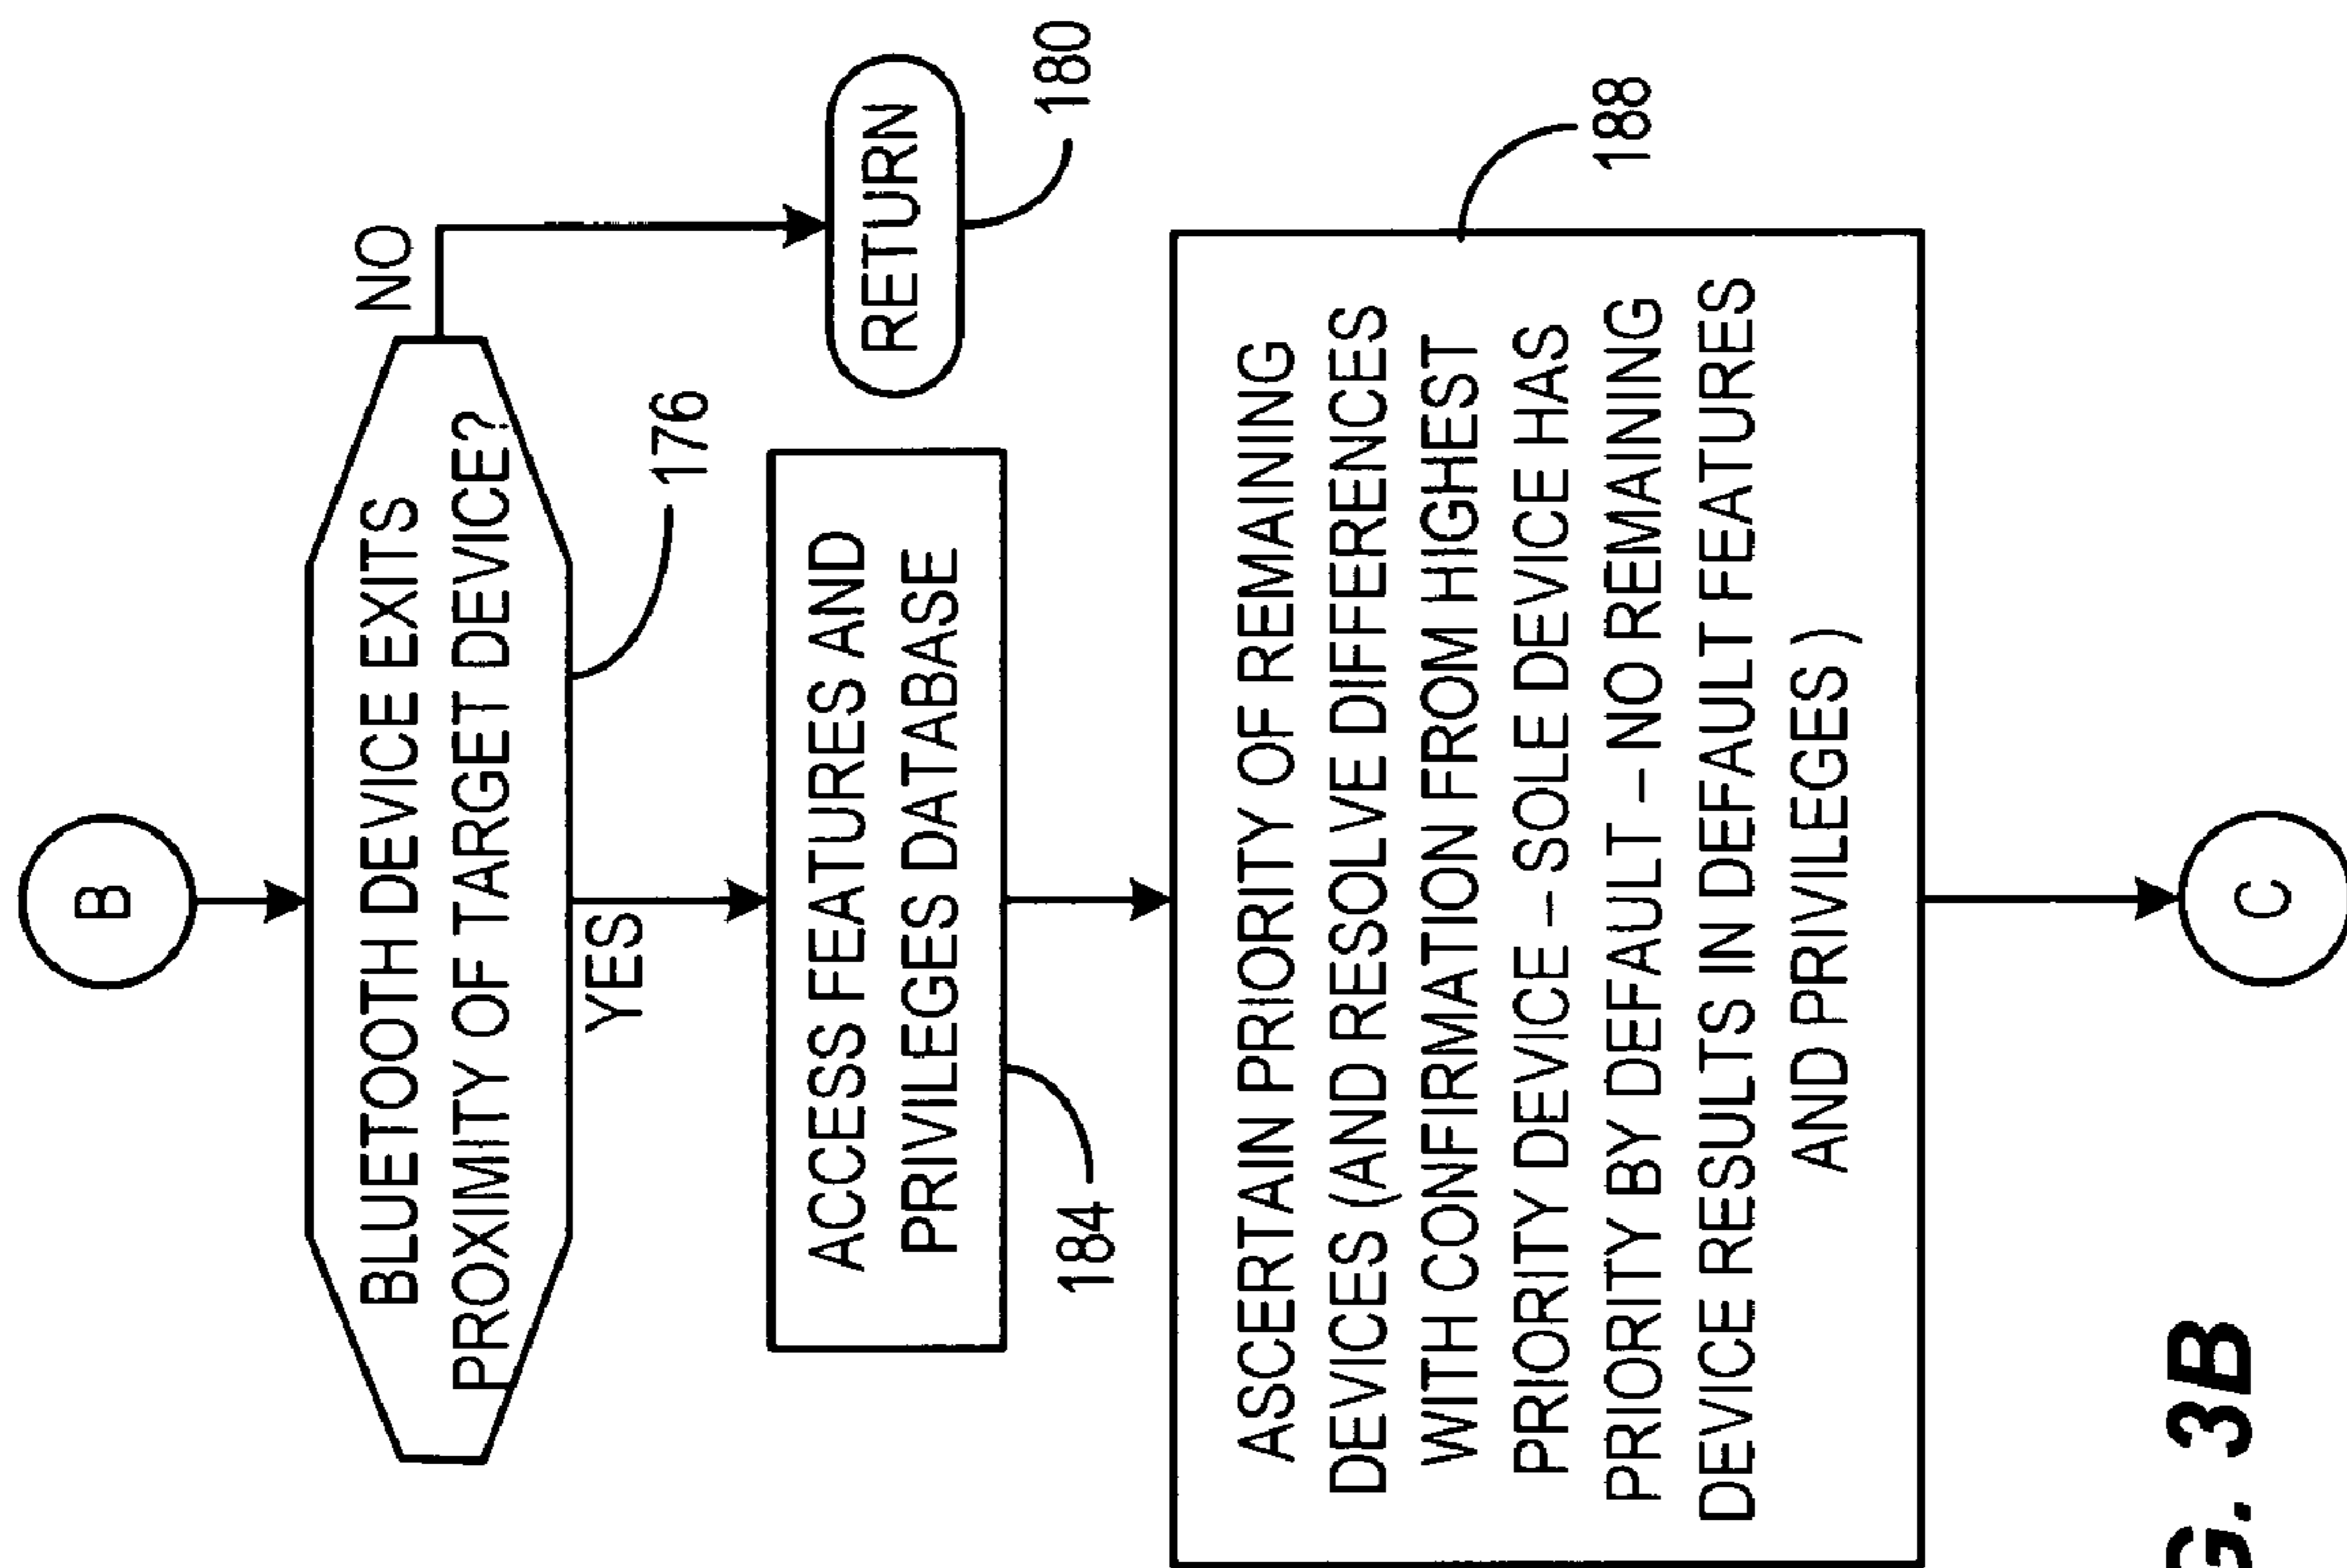 B
BLUETOOTH DEVICE EXITS
PROXIMITY OF TARGET DEVICE?
NO
176
YES
RETURN
180
ACCESS FEATURES AND
PRIVILEGES DATABASE
184
ASCERTAIN PRIORITY OF REMAINING
DEVICES (AND RESOLVE DIFFERENCES
WITH CONFIRMATION FROM HIGHEST
PRIORITY DEVICE – SOLE DEVICE HAS
PRIORITY BY DEFAULT – NO REMAINING
DEVICE RESULTS IN DEFAULT FEATURES
AND PRIVILEGES )
188
C
G. 3B